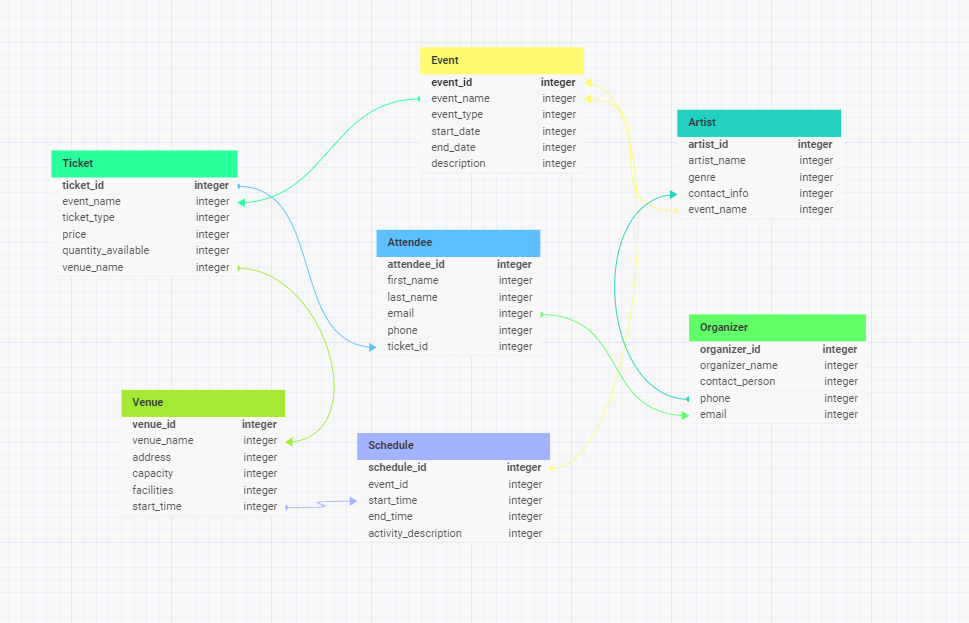 Event
event_id integer
event_name integer
event_type integer
start_date integer
end_date integer
description integer
Artist
artist_id integer
artist_name integer
genre integer
contact_info integer
event_name integer
Ticket
ticket_id integer
event_name integer
ticket_type integer
price integer
quantity_available integer
venue_name integer
Attendee
attendee_id integer
first_name integer
last_name integer
email integer
phone integer
ticket_id integer
Organizer
organizer_id integer
organizer_name integer
contact_person integer
phone integer
email integer
Venue
venue_id integer
venue_name integer
address integer
capacity integer
facilities integer
start_time integer
Schedule
schedule_id integer
event_id integer
start_time integer
end_time integer
activity_description integer